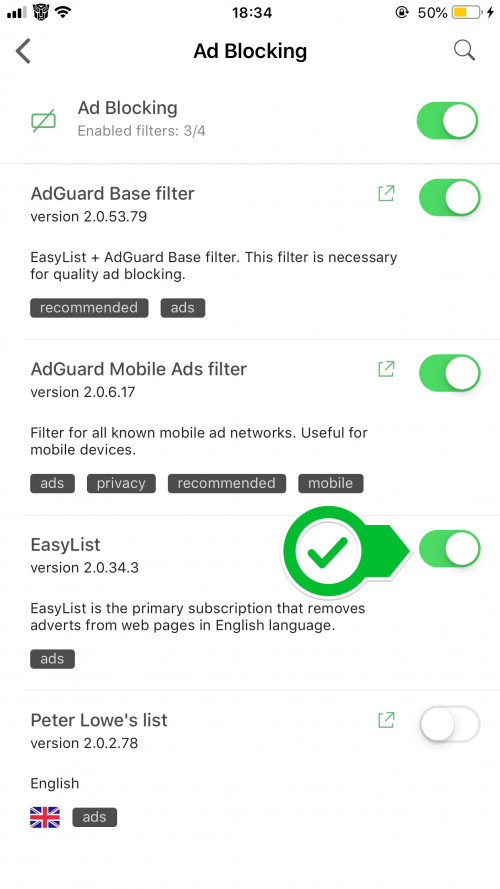 18:34
50%
Ad Blocking
Ad Blocking
Enabled filters: 3/4
AdGuard Base filter
version 2.0.53.79
EasyList + AdGuard Base filter. This filter is necessary
for quality ad blocking.
recommended ads
AdGuard Mobile Ads filter
version 2.0.6.17
Filter for all known mobile ad networks. Useful for
mobile devices.
ads privacy recommended mobile
EasyList
version 2.0.34.3
EasyList is the primary subscription that removes
adverts from web pages in English language.
ads
Peter Lowe's list
version 2.0.2.78
English
ads